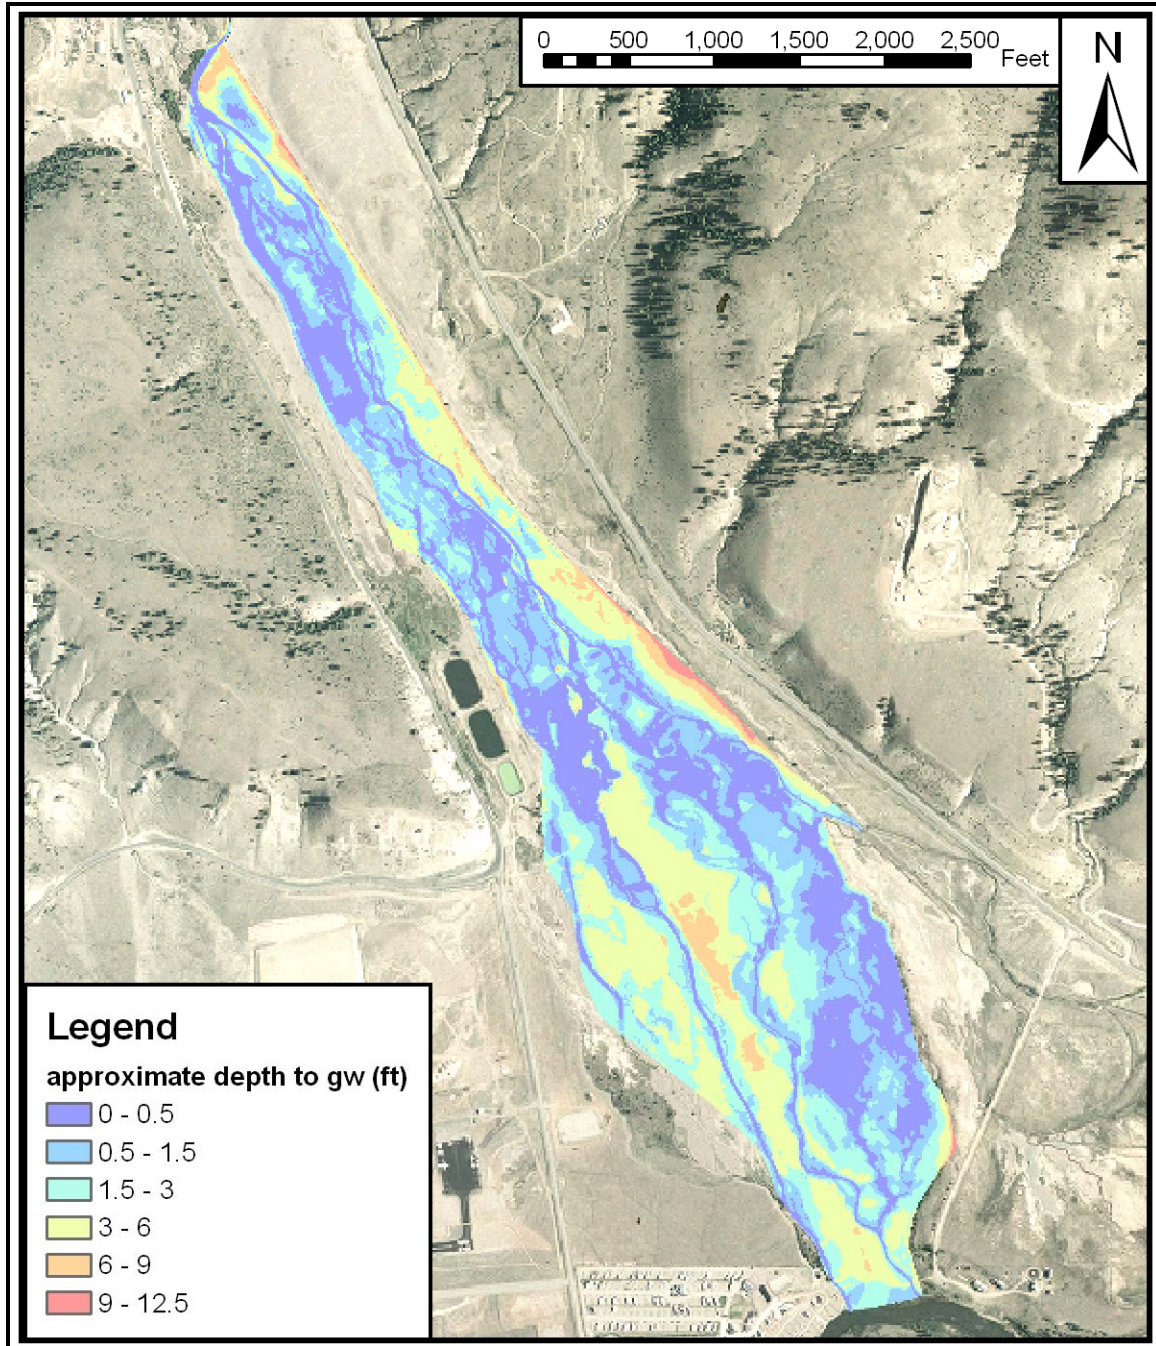 0 500 1,000 1,500 2,000 2,500
Feet
N
Legend
approximate depth to gw (ft)
0 - 0.5
0.5 - 1.5
1.5 - 3
3 - 6
6 - 9
9 - 12.5